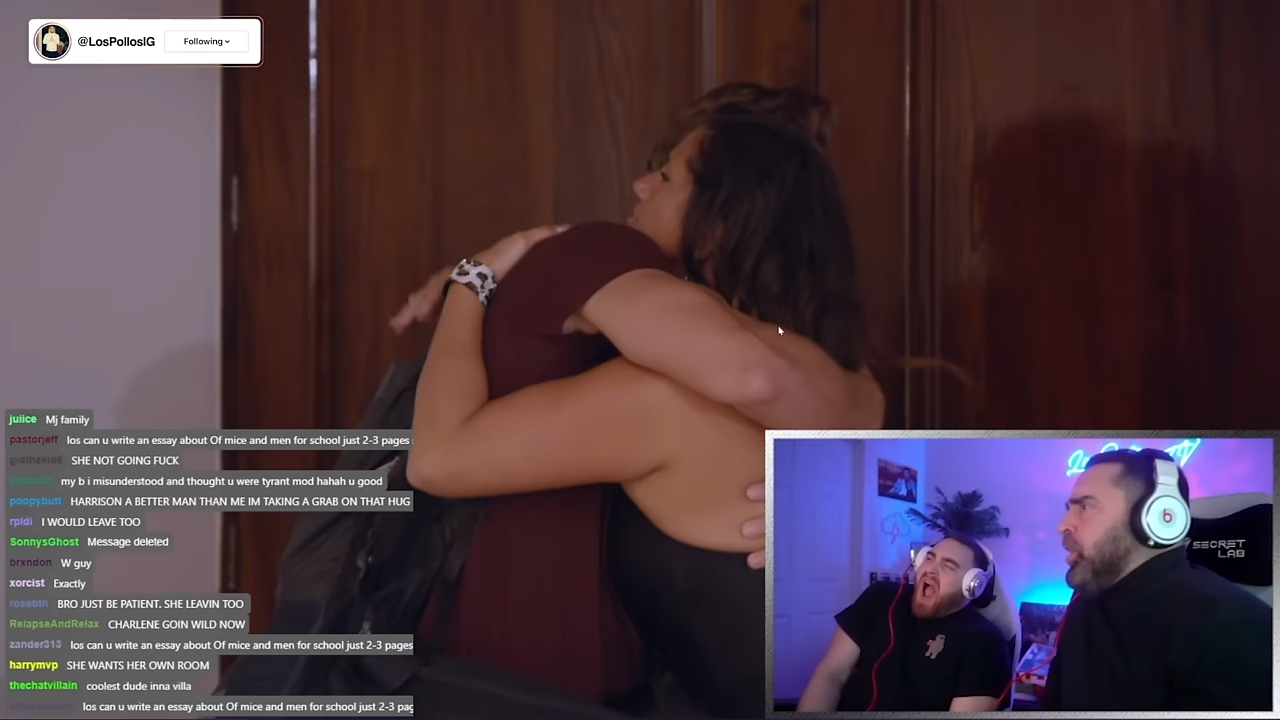 @LosPollosIG
Following
juiice Mj family
pastorjeff los can u write an essay about Of mice and men for school just 2-3 pages
gidthekid6 SHE NOT GOING FUCK
my b i misunderstood and thought u were tyrant mod hahah u good
poopybutt HARRISON A BETTER MAN THAN ME IM TAKING A GRAB ON THAT HUG
rpldi I WOULD LEAVE TOO
SonnysGhost Message deleted
brxndon W guy
xorcist Exactly
rosebth BRO JUST BE PATIENT. SHE LEAVIN TOO
RelapseAndRelax CHARLENE GOIN WILD NOW
zander313 los can u write an essay about Of mice and men for school just 2-3 pages
harrymvp SHE WANTS HER OWN ROOM
thechatvillain coolest dude inna villa
los can u write an essay about Of mice and men for school just 2-3 pag
SECRET
LAB